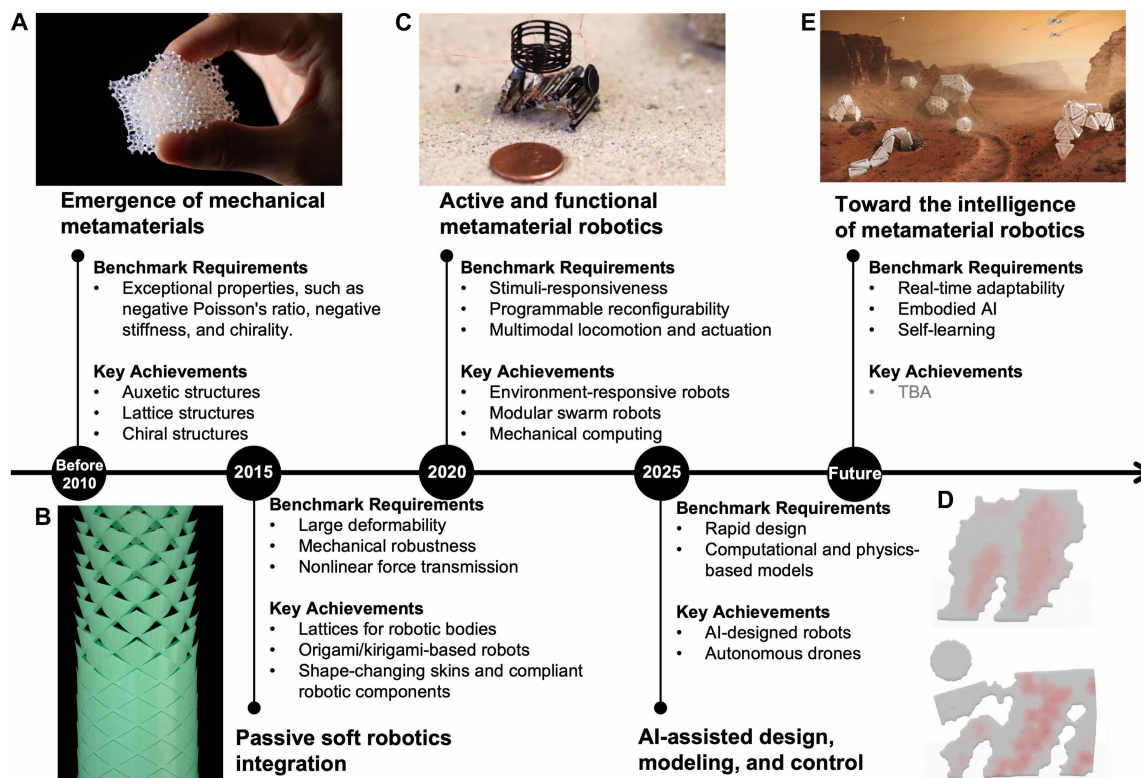 A
Emergence of mechanical
metamaterials
Benchmark Requirements
• Exceptional properties, such as
negative Poisson's ratio, negative
stiffness, and chirality.
Key Achievements
• Auxetic structures
• Lattice structures
• Chiral structures
Before
2010
B
2015
Benchmark Requirements
• Large deformability
• Mechanical robustness
• Nonlinear force transmission
Key Achievements
• Lattices for robotic bodies
• Origami/kirigami-based robots
• Shape-changing skins and compliant
robotic components
Passive soft robotics
integration
C
Active and functional
metamaterial robotics
Benchmark Requirements
• Stimuli-responsiveness
• Programmable reconfigurability
• Multimodal locomotion and actuation
Key Achievements
• Environment-responsive robots
• Modular swarm robots
• Mechanical computing
2020
2025
Benchmark Requirements
• Rapid design
• Computational and physics-
based models
Key Achievements
• AI-designed robots
• Autonomous drones
AI-assisted design,
modeling, and control
D
E
Toward the intelligence
of metamaterial robotics
Benchmark Requirements
• Real-time adaptability
• Embodied AI
• Self-learning
Key Achievements
• TBA
Future